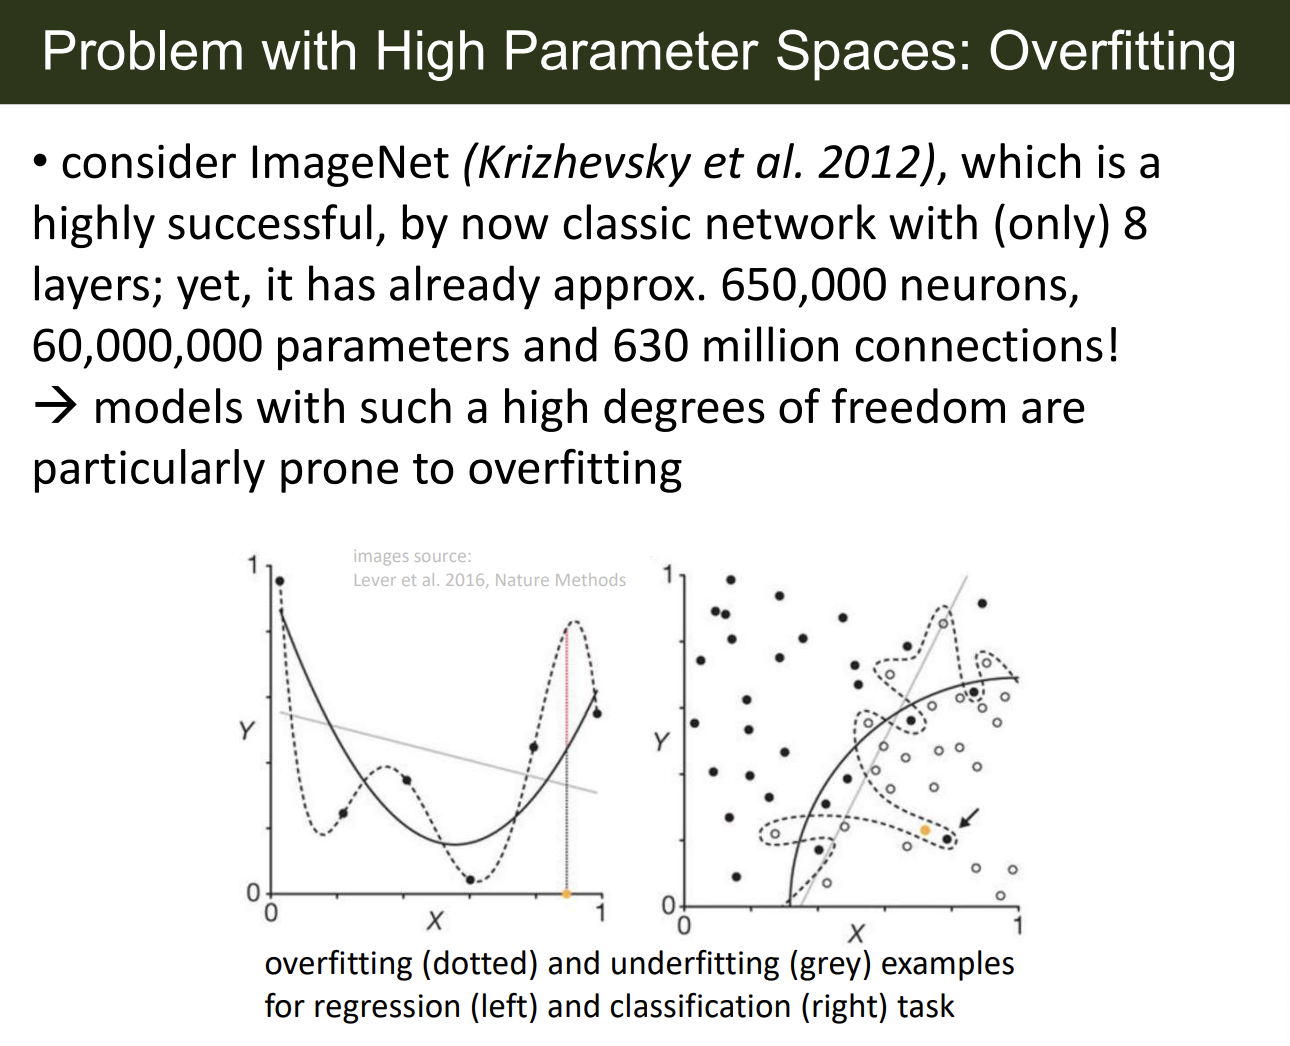 Problem with High Parameter Spaces: Overfitting
• consider ImageNet (Krizhevsky et al. 2012), which is a
highly successful, by now classic network with (only) 8
layers; yet, it has already approx. 650,000 neurons,
60,000,000 parameters and 630 million connections!
→ models with such a high degrees of freedom are
particularly prone to overfitting
images source:
Lever et al. 2016, Nature Methods
1
Y
0
0
X
1
1
Y
0
0
X
1
overfitting (dotted) and underfitting (grey) examples
for regression (left) and classification (right) task